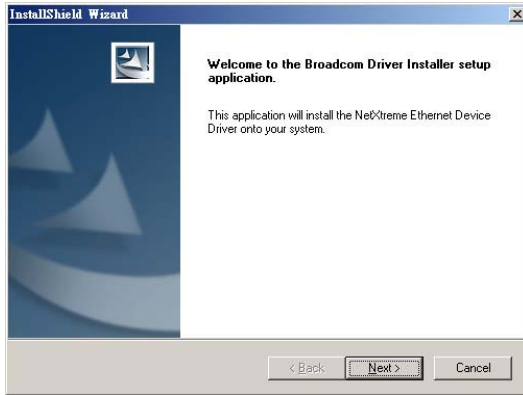 InstallShield Wizard
Welcome to the Broadcom Driver Installer setup
application.
This application will install the NetXtreme Ethernet Device
Driver onto your system.
< Back
Next >
Cancel